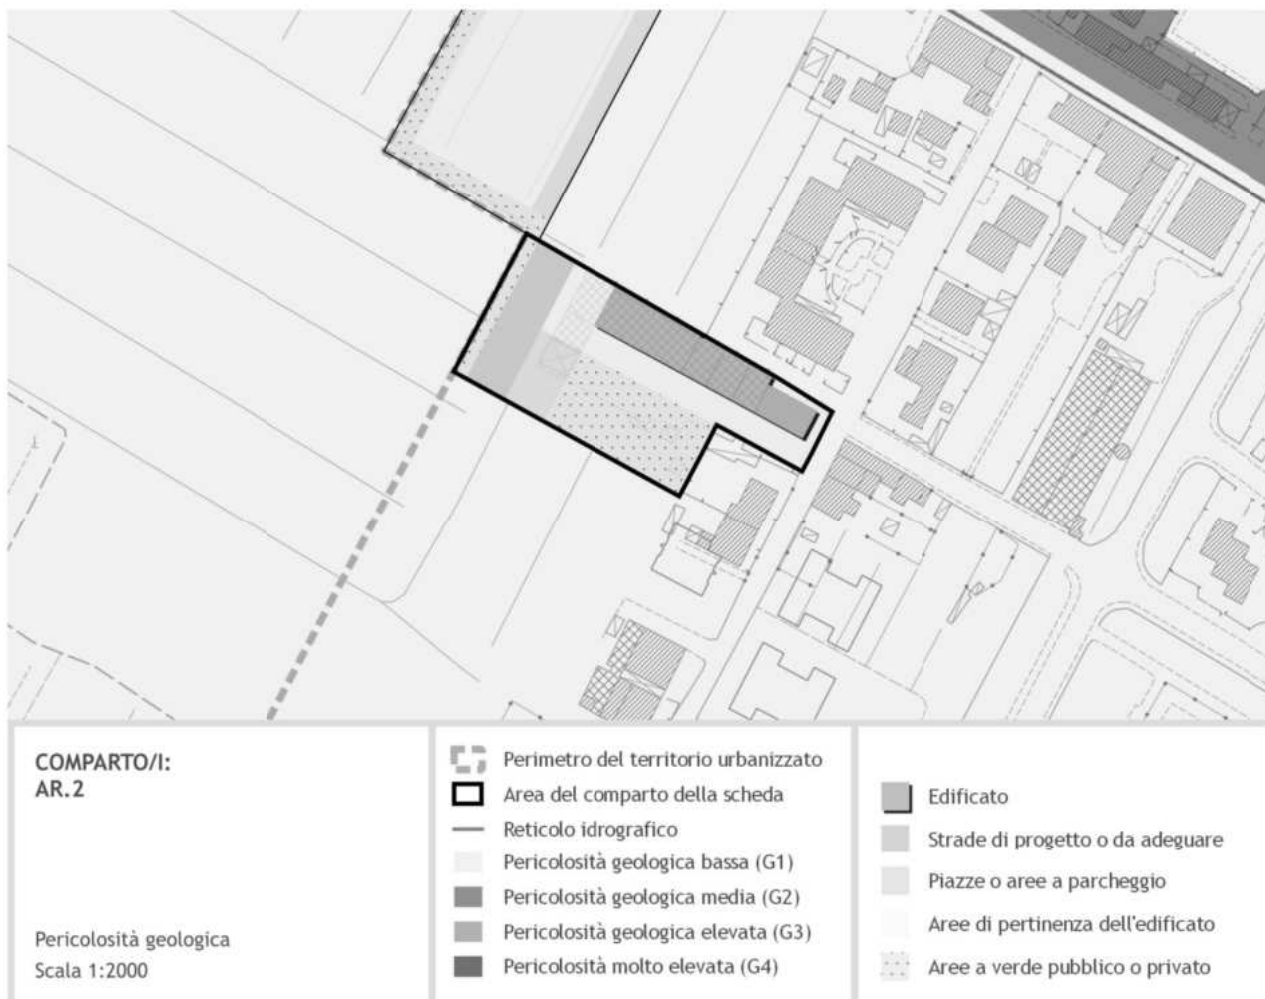 COMPARTO/I:
AR.2
Pericolosità geologica
Scala 1:2000
Perimetro del territorio urbanizzato
Area del comparto della scheda
Reticolo idrografico
Pericolosità geologica bassa (G1)
Pericolosità geologica media (G2)
Pericolosità geologica elevata (G3)
Pericolosità molto elevata (G4)
Edificato
Strade di progetto o da adeguare
Piazze o aree a parcheggio
Aree di pertinenza dell'edificato
Aree a verde pubblico o privato